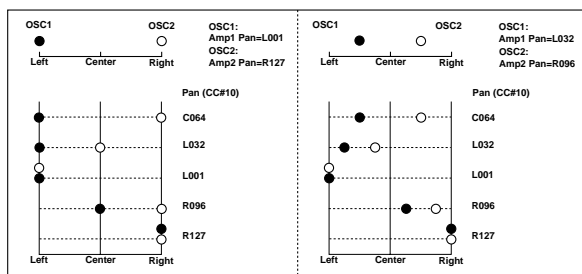 OSC1 OSC2 OSC1:
Amp1 Pan=L001
OSC2:
Amp2 Pan=R127
Left Center Right
Pan (CC#10)
C064
L032
L001
R096
R127
Left Center Right
OSC1 OSC2 OSC1:
Amp1 Pan=L032
OSC2:
Amp2 Pan=R096
Left Center Right
Pan (CC#10)
C064
L032
L001
R096
R127
Left Center Right